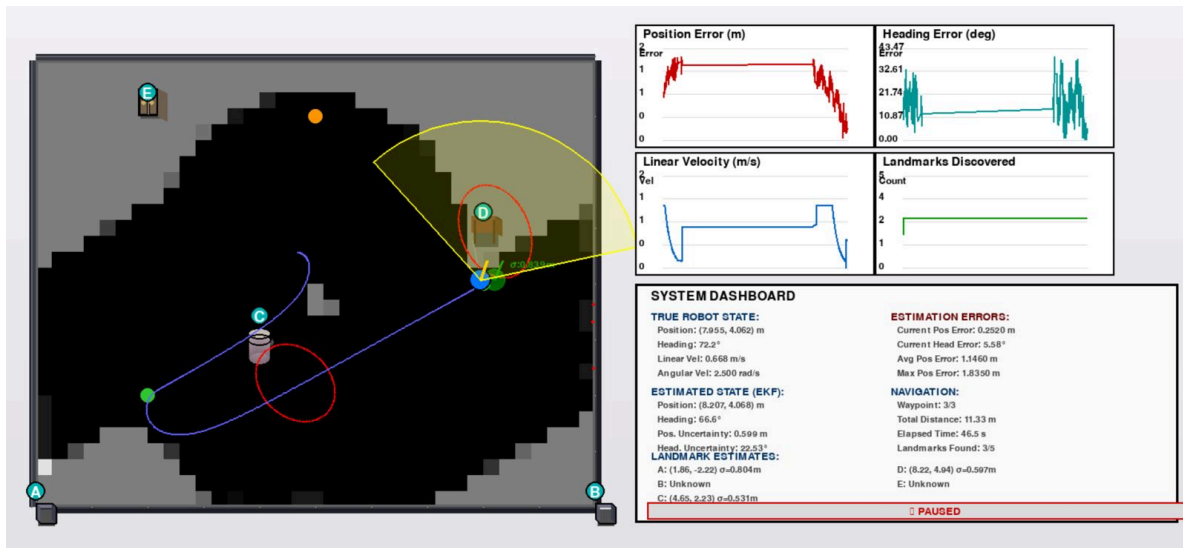 E
D
C
A
B
Position Error (m)
2
Error
1
1
1
0
0
Heading Error (deg)
43.47
Error
32.61
21.74
10.87
0.00
Linear Velocity (m/s)
2
Vel
1
1
0
0
Landmarks Discovered
5
Count
4
2
1
0
SYSTEM DASHBOARD
TRUE ROBOT STATE:
Position: (7.955, 4.062) m
Heading: 72.2°
Linear Vel: 0.668 m/s
Angular Vel: 2.500 rad/s
ESTIMATED STATE (EKF):
Position: (8.207, 4.068) m
Heading: 66.6°
Pos. Uncertainty: 0.599 m
Head. Uncertainty: 22.53°
LANDMARK ESTIMATES:
A: (1.86, -2.22) σ=0.804m
B: Unknown
C: (4.65, 2.23) σ=0.531m
ESTIMATION ERRORS:
Current Pos Error: 0.2520 m
Current Head Error: 5.58°
Avg Pos Error: 1.1460 m
Max Pos Error: 1.8350 m
NAVIGATION:
Waypoint: 3/3
Total Distance: 11.33 m
Elapsed Time: 46.5 s
Landmarks Found: 3/5
D: (8.22, 4.94) σ=0.597m
E: Unknown
PAUSED